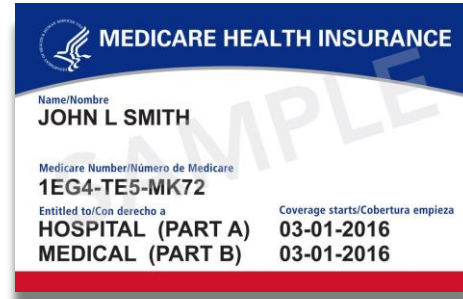 MEDICARE HEALTH INSURANCE
Name/Nombre
JOHN L SMITH
Medicare Number/Número de Medicare
1EG4-TE5-MK72
Entitled to/Con derecho a Coverage starts/Cobertura empieza
HOSPITAL (PART A) 03-01-2016
MEDICAL (PART B) 03-01-2016
SAMPLE